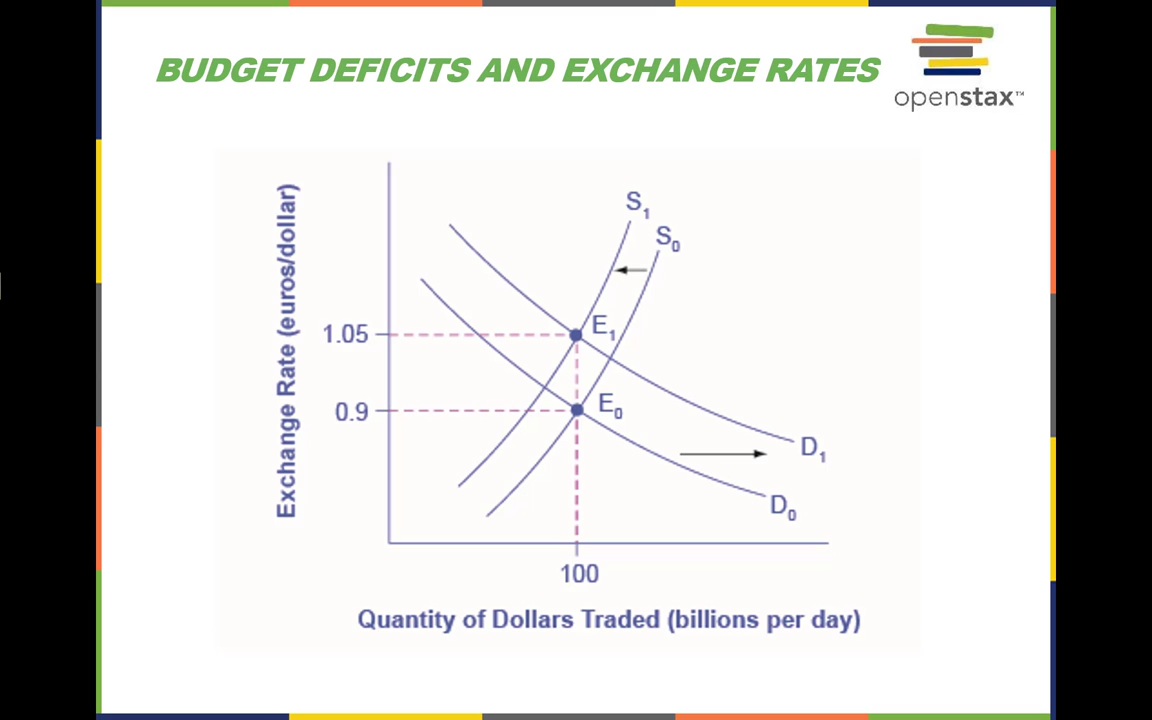 BUDGET DEFICITS AND EXCHANGE RATES
openstax™
Exchange Rate (euros/dollar)
S₁
S₀
1.05
E₁
0.9
E₀
D₁
D₀
100
Quantity of Dollars Traded (billions per day)